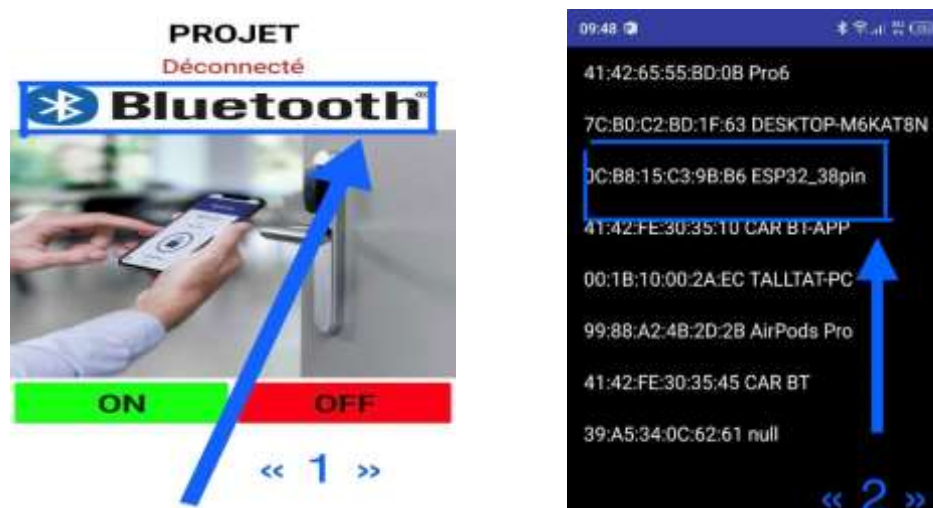 PROJET
Déconnecté
Bluetooth®
ON
OFF
« 1 »
09:48
41:42:65:55:BD:0B Pro6
7C:B0:C2:BD:1F:63 DESKTOP-M6KAT8N
0C:B8:15:C3:9B:B6 ESP32_38pin
41:42:FE:30:35:10 CAR BT-APP
00:1B:10:00:2A:EC TALLTAT-PC
99:88:A2:4B:2D:2B AirPods Pro
41:42:FE:30:35:45 CAR BT
39:A5:34:0C:62:61 null
« 2 »